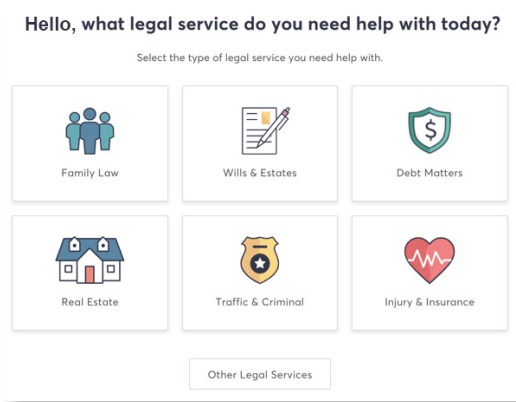 Hello, what legal service do you need help with today?
Select the type of legal service you need help with.
Family Law
Wills & Estates
Debt Matters
$
Real Estate
Traffic & Criminal
Injury & Insurance
Other Legal Services